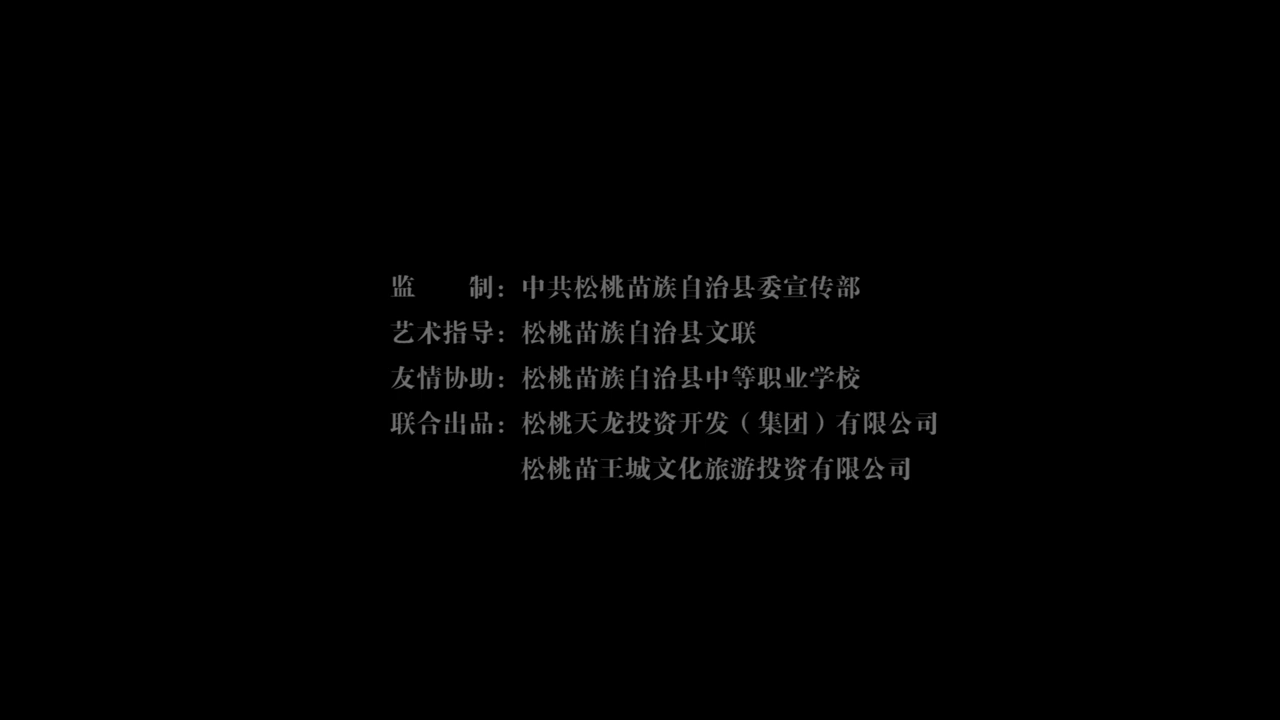 监　　制：中共松桃苗族自治县委宣传部
艺术指导：松桃苗族自治县文联
友情协助：松桃苗族自治县中等职业学校
联合出品：松桃天龙投资开发（集团）有限公司
松桃苗王城文化旅游投资有限公司